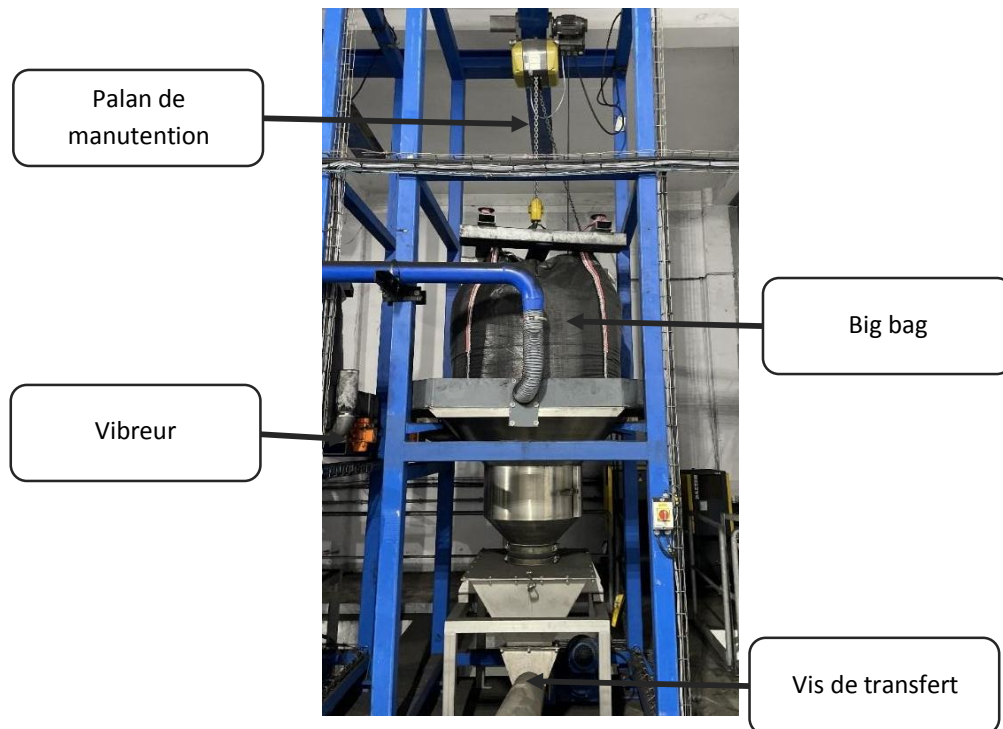 Palan de
manutention
Big bag
Vibreur
Vis de transfert